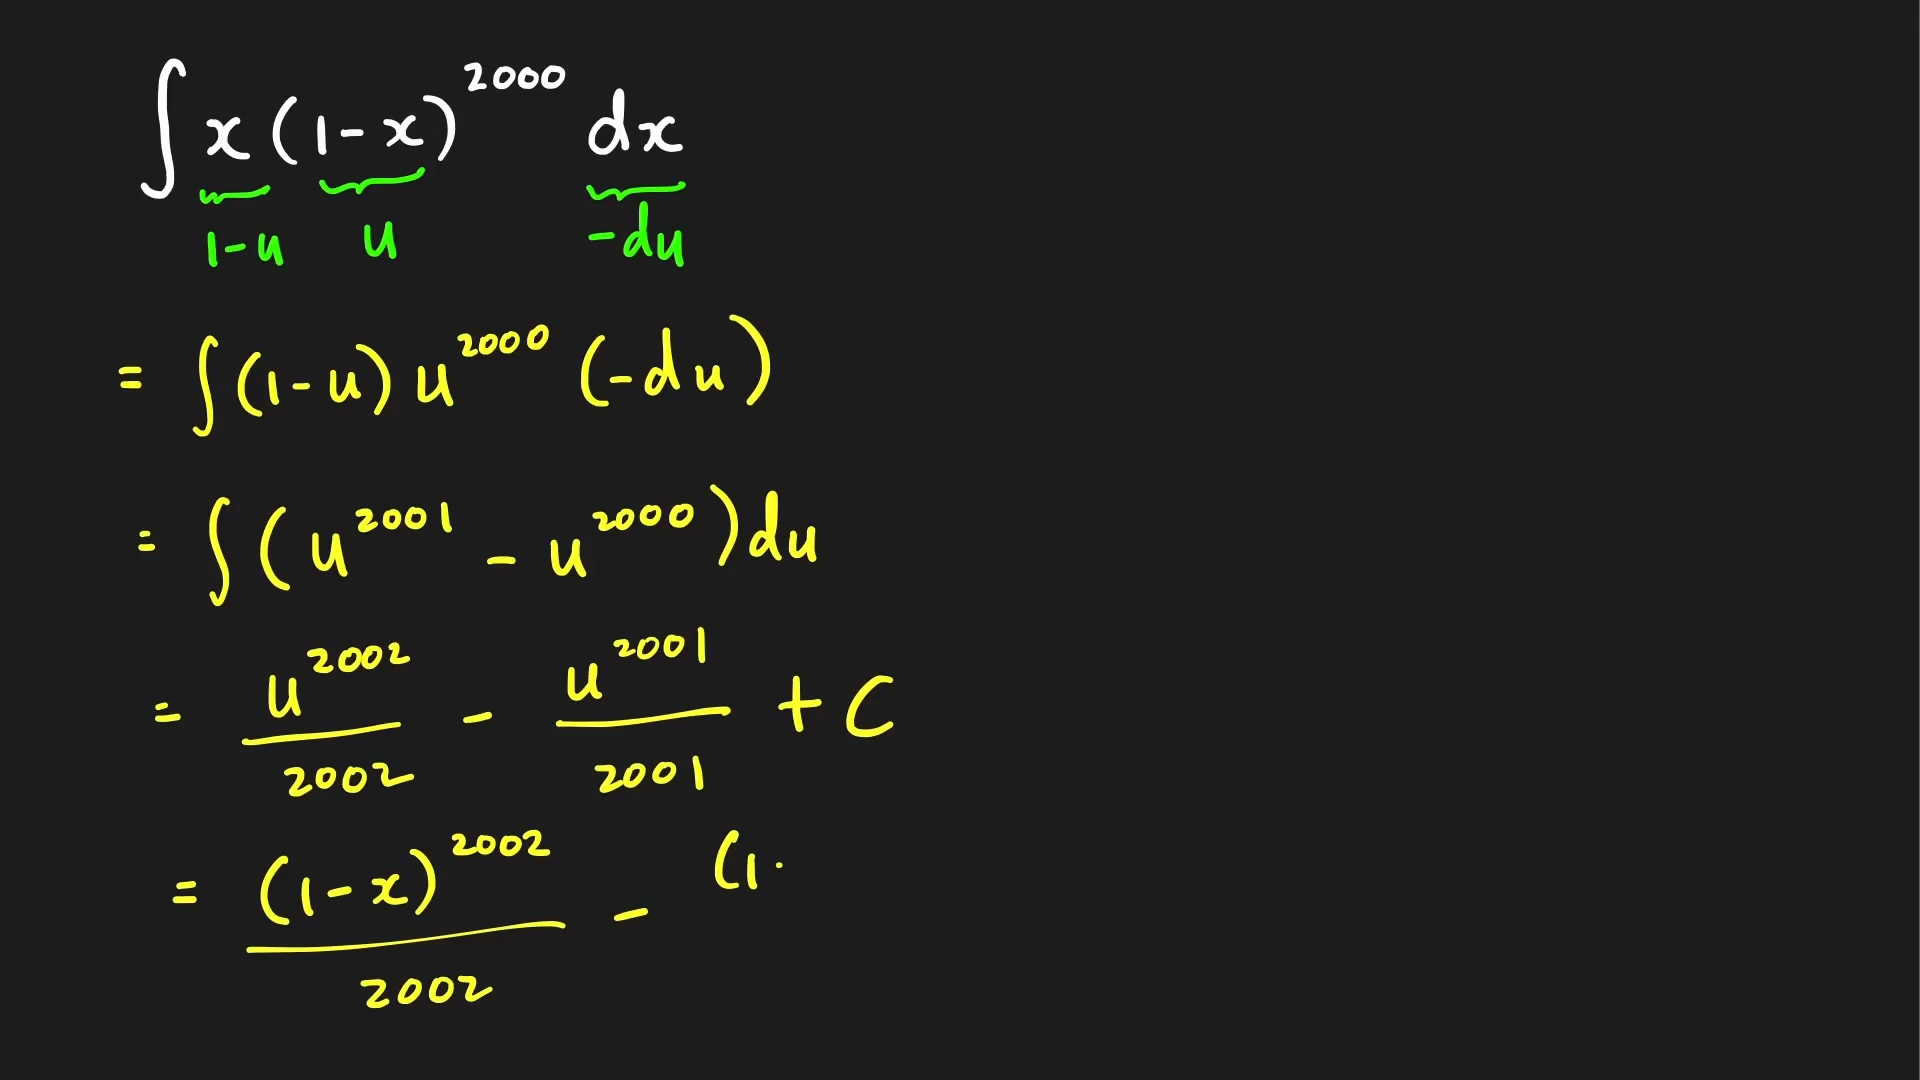 ∫ x(1-x)^2000 dx
1-u u -du
= ∫(1-u) u^2000 (-du)
= ∫(u^2001 - u^2000)du
= u^2002/2002 - u^2001/2001 + C
= (1-x)^2002/2002 - (1·